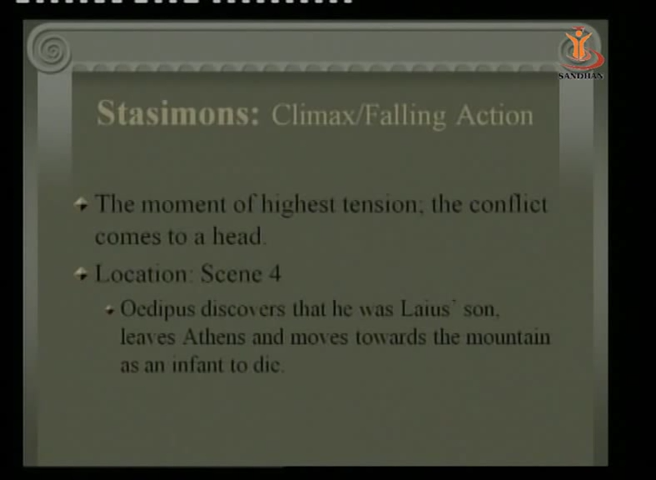 SANDHAN
Stasimons: Climax/Falling Action
The moment of highest tension; the conflict
comes to a head.
Location: Scene 4
Oedipus discovers that he was Laius' son,
leaves Athens and moves towards the mountain
as an infant to die.